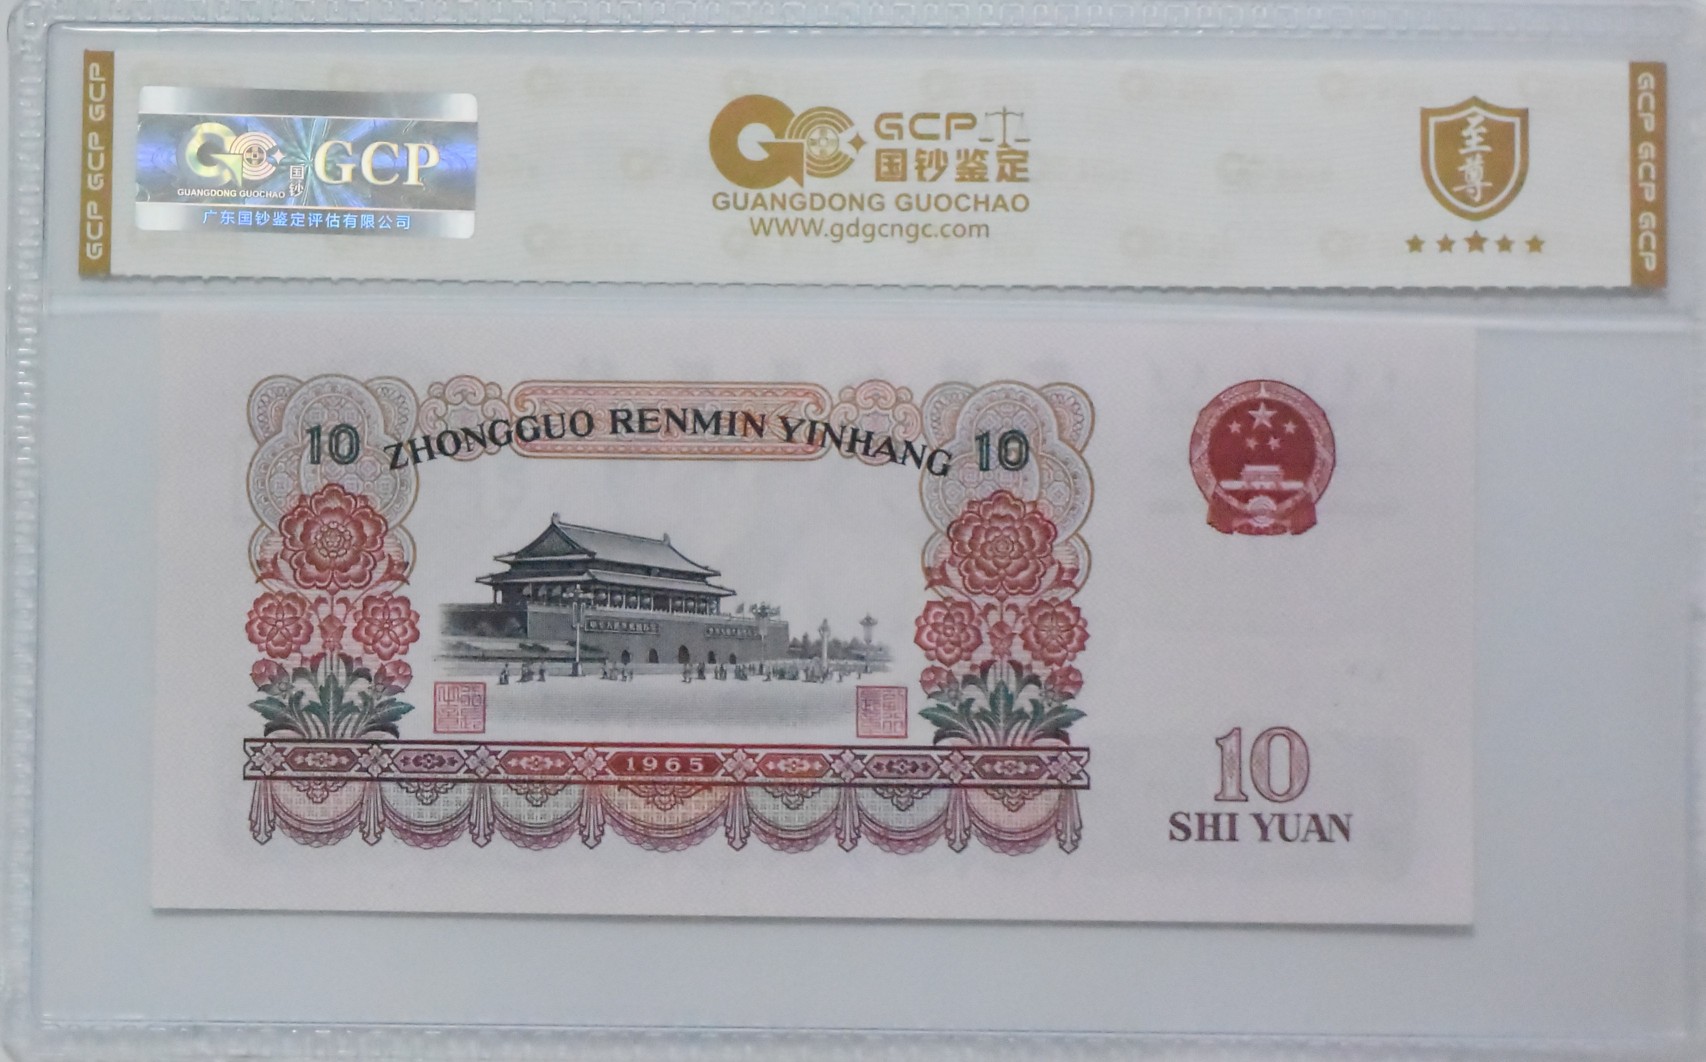 GCP GCP GCP
GCP
国钞
GUANGDONG GUOCHAO
广东国钞鉴定评估有限公司
GCP
国钞鉴定
GUANGDONG GUOCHAO
www.gdgcngc.com
至尊
GCP GCP GCP
10 ZHONGGUO RENMIN YINHANG 10
1965
10
SHI YUAN